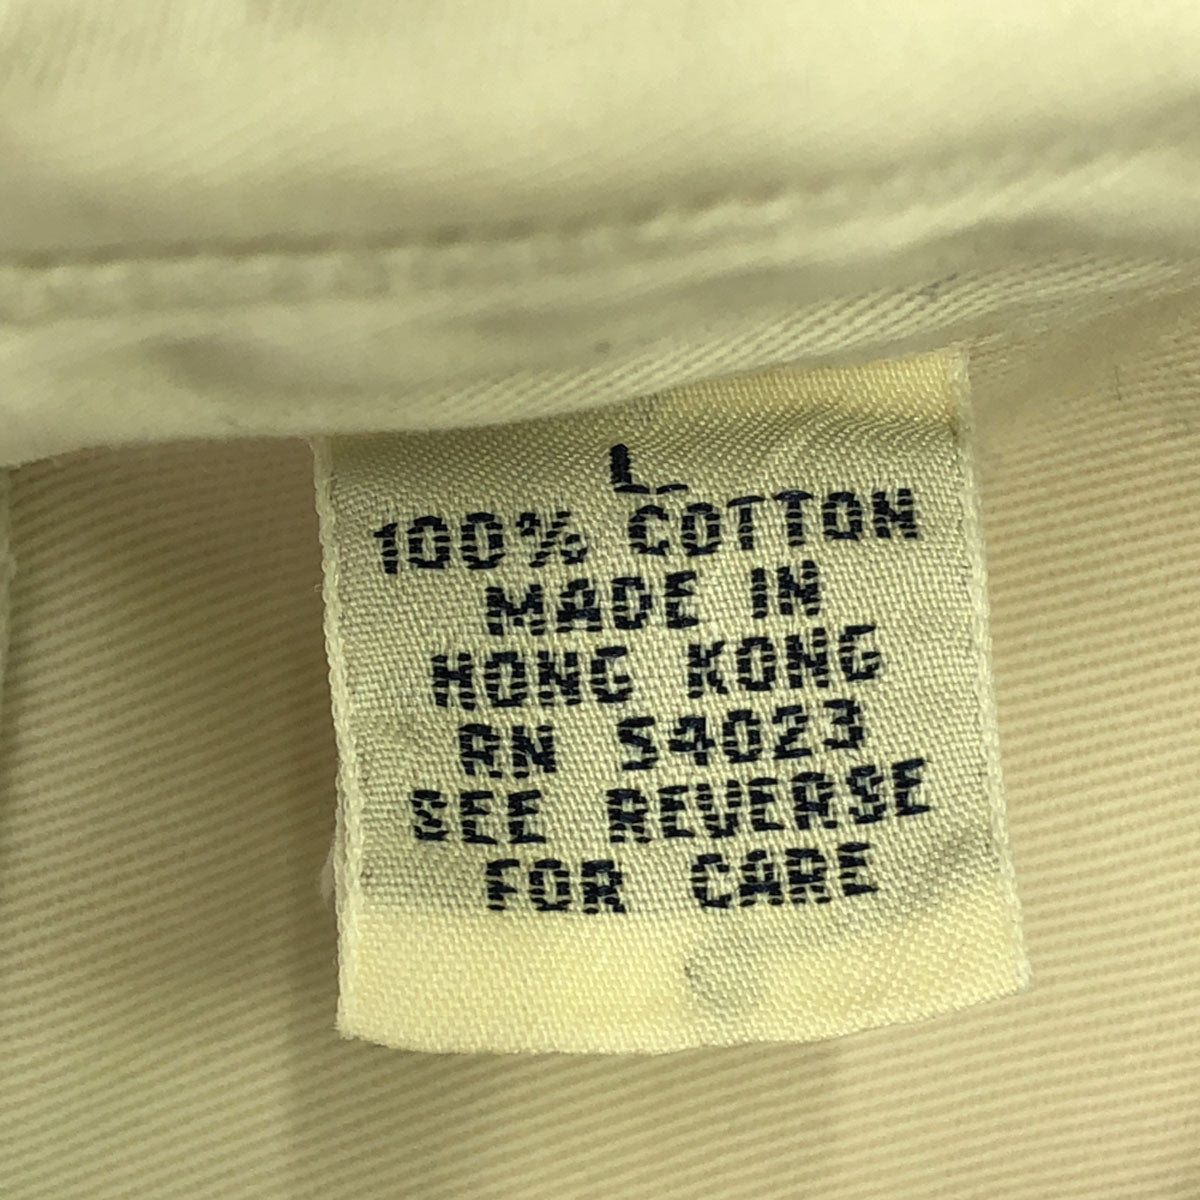 L
100% COTTON
MADE IN
HONG KONG
RN 54023
SEE REVERSE
FOR CARE